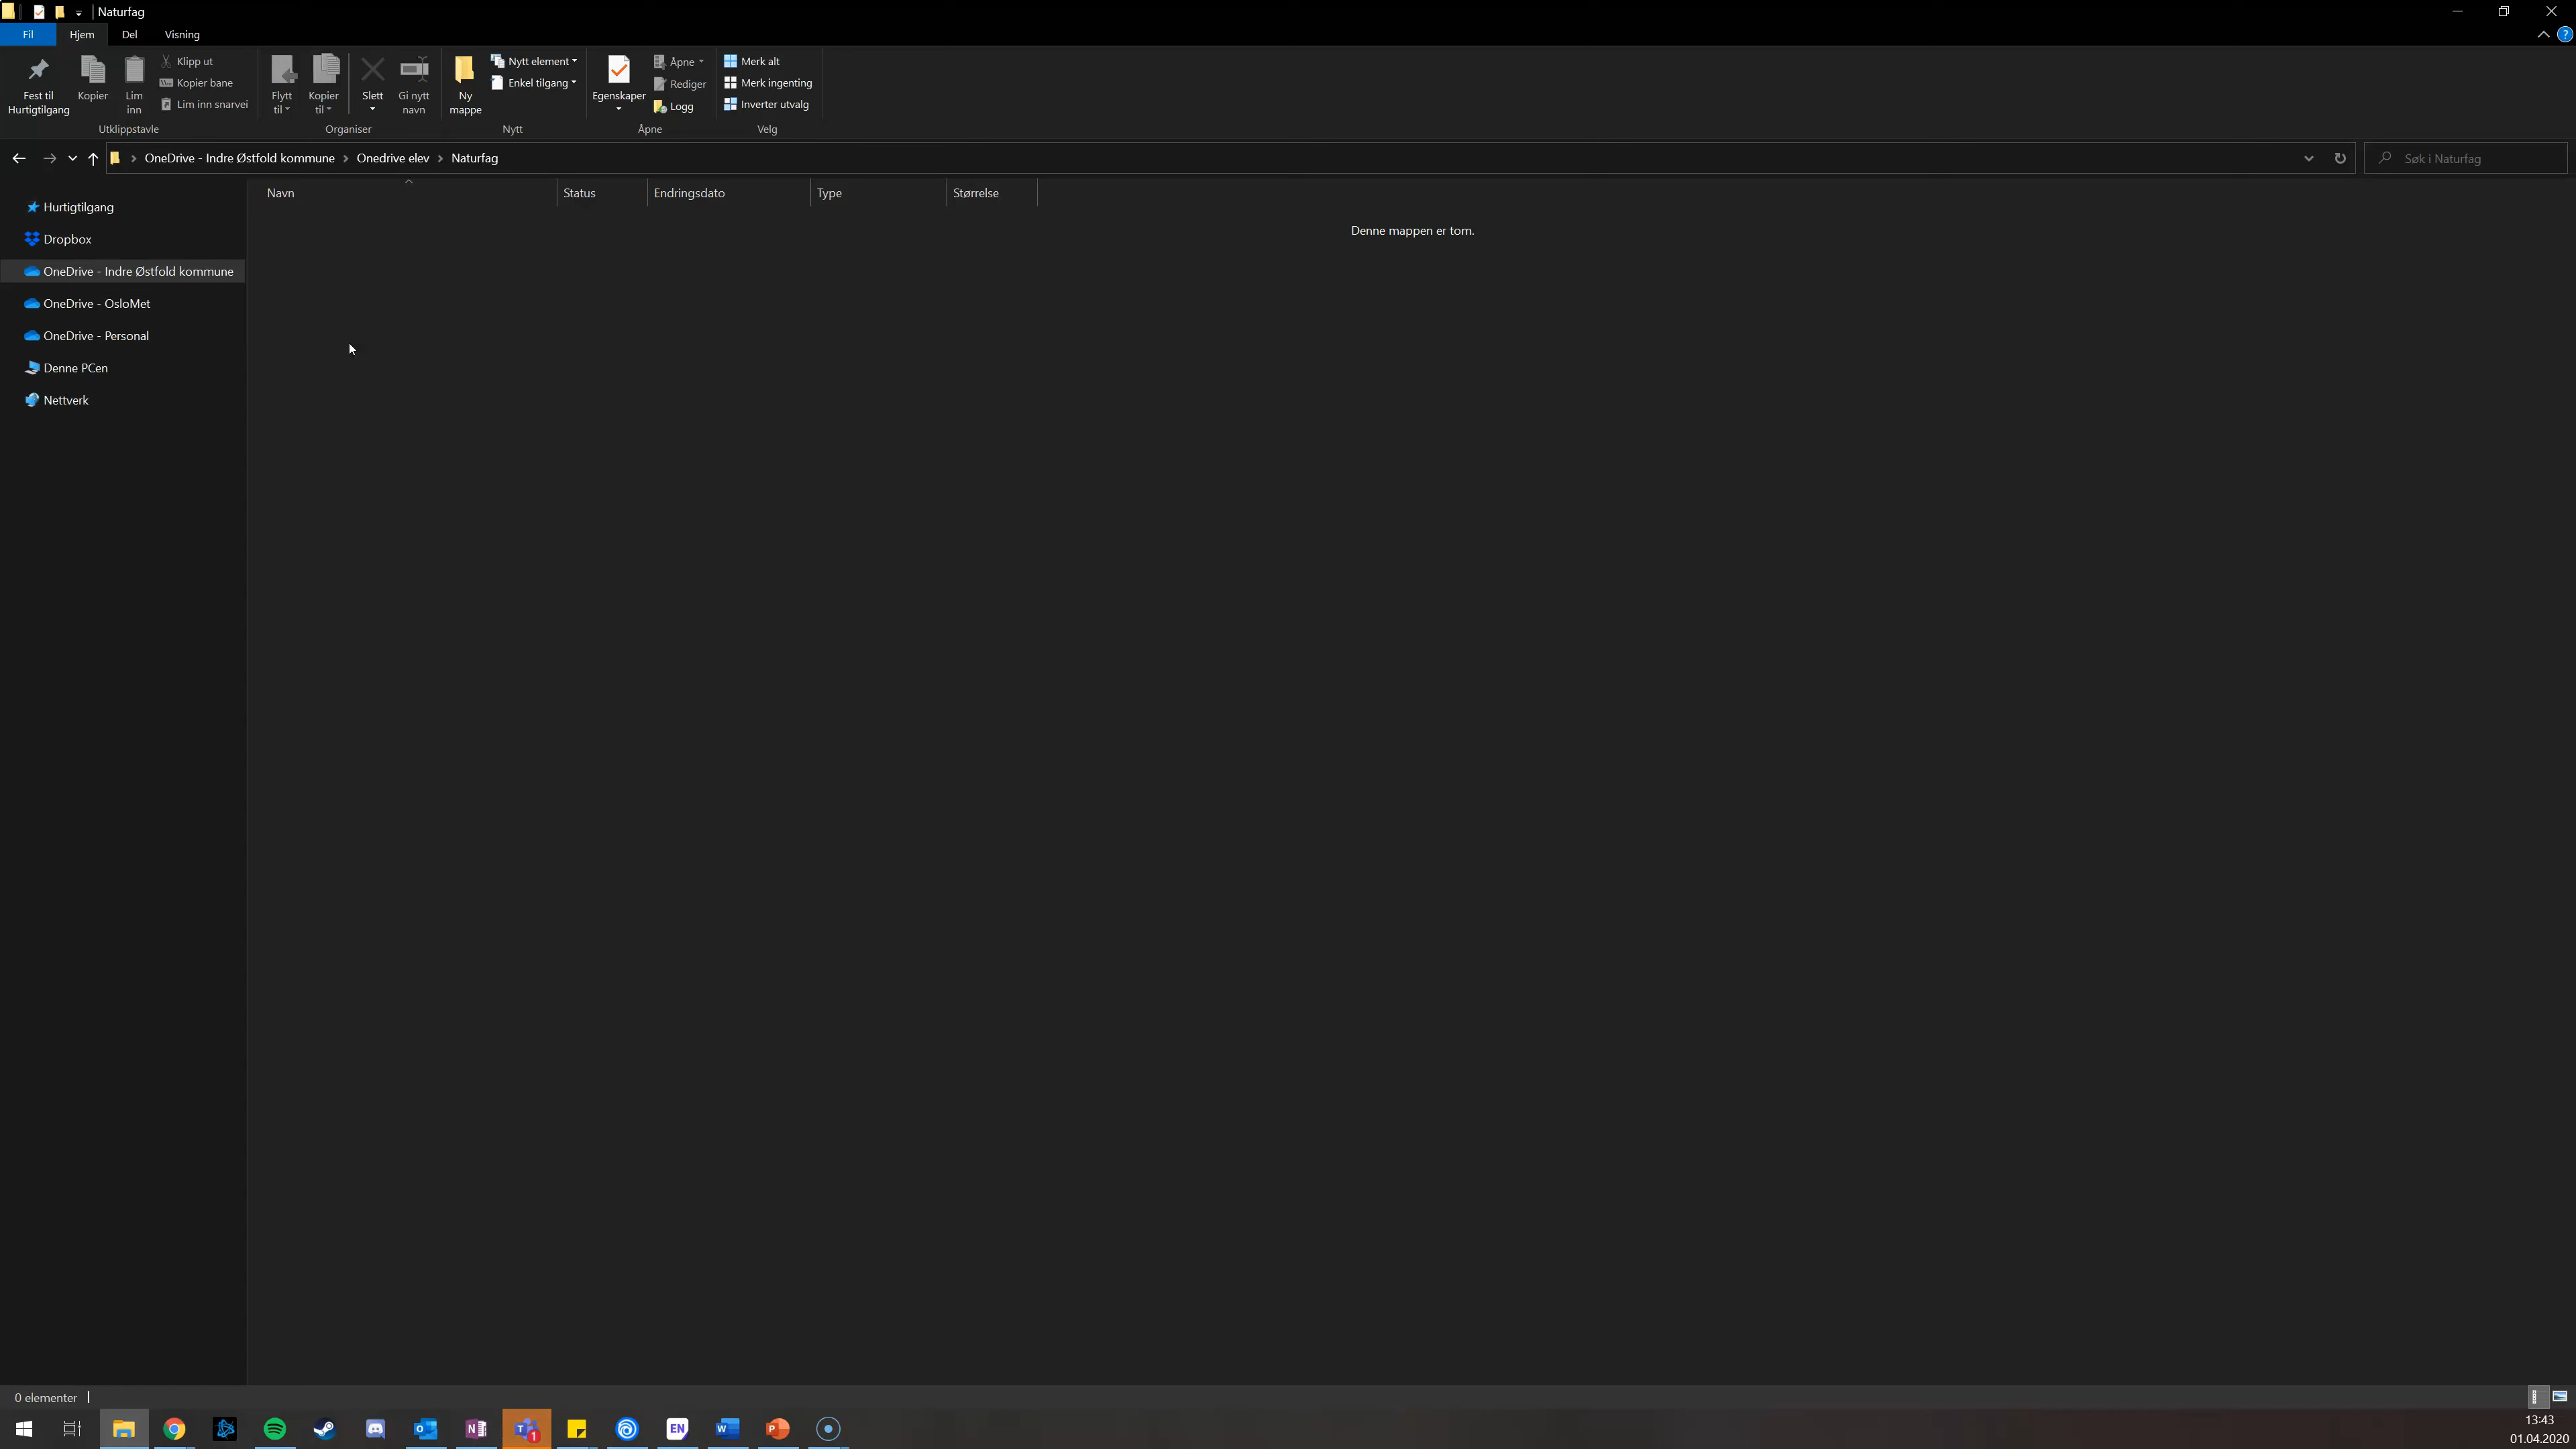 Naturfag
Fil Hjem Del Visning
Fest til Hurtigtilgang
Kopier
Lim inn
Klipp ut
Kopier bane
Lim inn snarvei
Utklippstavle
Flytt til
Kopier til
Slett
Gi nytt navn
Organiser
Ny mappe
Nytt element
Enkel tilgang
Nytt
Egenskaper
Åpne
Rediger
Logg
Åpne
Merk alt
Merk ingenting
Inverter utvalg
Velg
OneDrive - Indre Østfold kommune Onedrive elev Naturfag
Søk i Naturfag
Navn Status Endringsdato Type Størrelse
Denne mappen er tom.
Hurtigtilgang
Dropbox
OneDrive - Indre Østfold kommune
OneDrive - OsloMet
OneDrive - Personal
Denne PCen
Nettverk
0 elementer
EN
13:43
01.04.2020